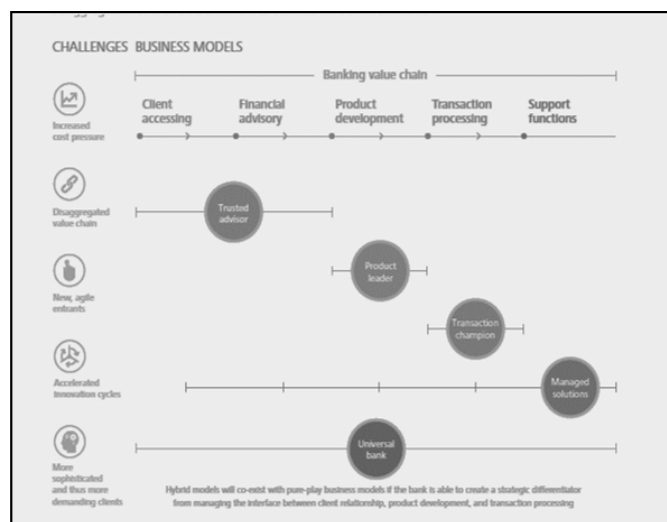 CHALLENGES BUSINESS MODELS
Banking value chain
Client
accessing
Financial
advisory
Product
development
Transaction
processing
Support
functions
Increased
cost pressure
Disaggregated
value chain
New, agile
entrants
Accelerated
innovation cycles
More
sophisticated
and thus more
demanding clients
Trusted
advisor
Product
leader
Transaction
champion
Managed
solutions
Universal
bank
Hybrid models will co-exist with pure-play business models if the bank is able to create a strategic differentiator
from managing the interface between client relationship, product development, and transaction processing